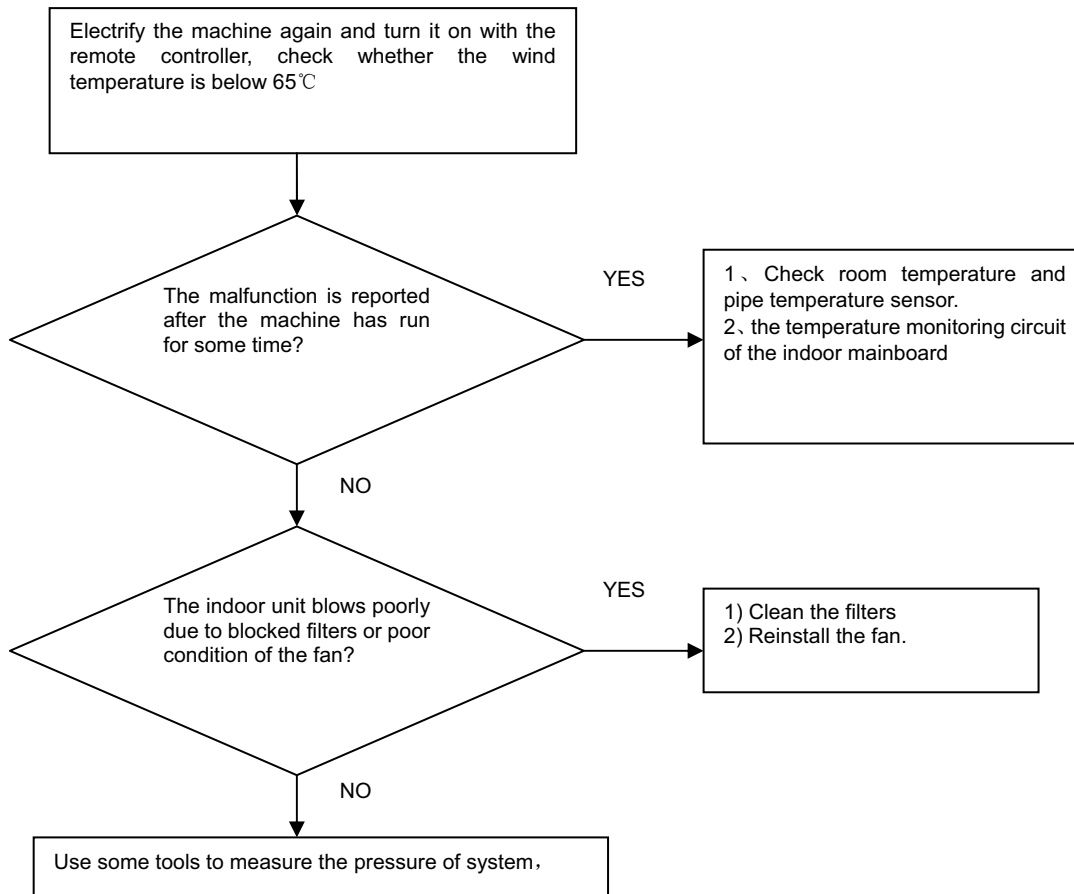 Electrify the machine again and turn it on with the
remote controller, check whether the wind
temperature is below 65℃
The malfunction is reported
after the machine has run
for some time?
YES
1、Check room temperature and
pipe temperature sensor.
2、the temperature monitoring circuit
of the indoor mainboard
NO
The indoor unit blows poorly
due to blocked filters or poor
condition of the fan?
YES
1) Clean the filters
2) Reinstall the fan.
NO
Use some tools to measure the pressure of system，